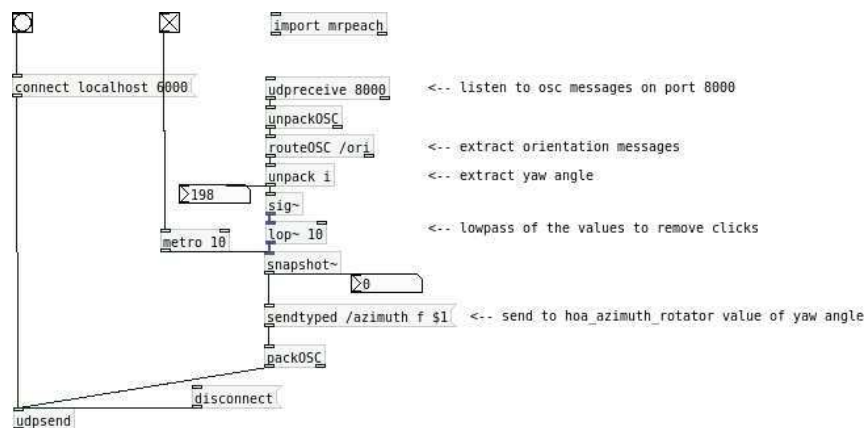 import mrpeach
connect localhost 6000
udpreceive 8000 <-- listen to osc messages on port 8000
unpackOSC
routeOSC /ori <-- extract orientation messages
unpack i <-- extract yaw angle
198
sig~
lop~ 10 <-- lowpass of the values to remove clicks
metro 10
snapshot~
0
sendtyped /azimuth f $1 <-- send to hoa_azimuth_rotator value of yaw angle
packOSC
disconnect
udpsend